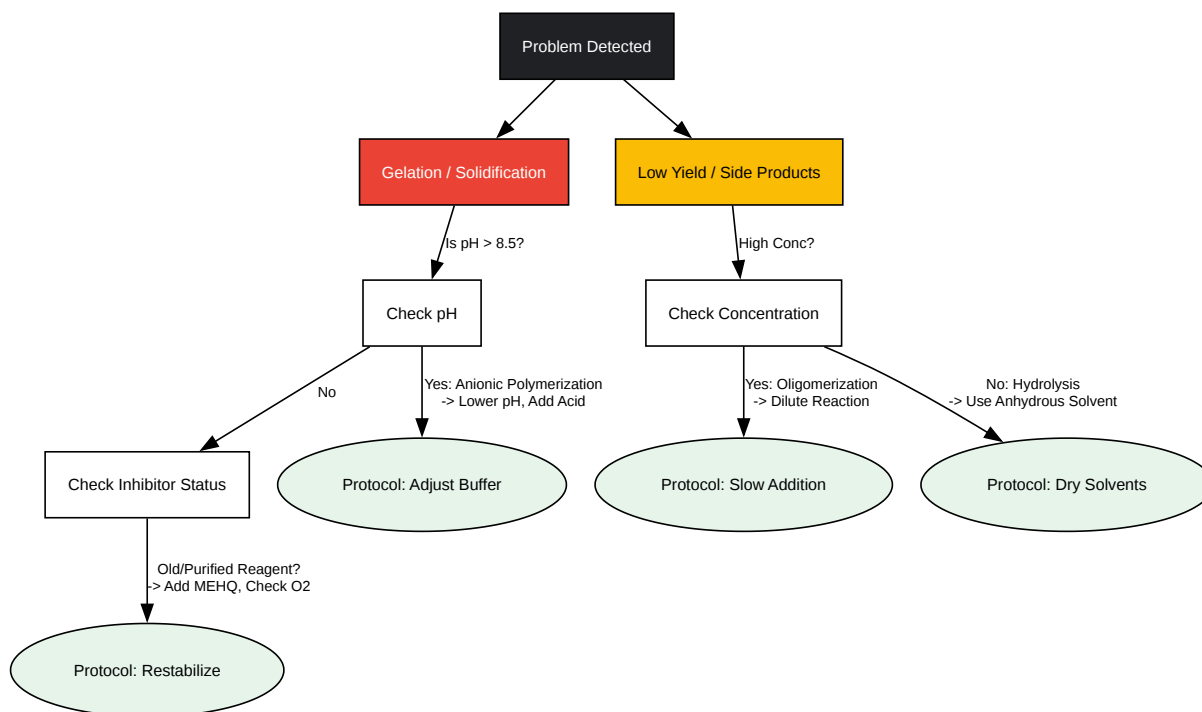 Problem Detected
Gelation / Solidification
Low Yield / Side Products
Is pH > 8.5?
High Conc?
Check pH
Check Concentration
No
Yes: Anionic Polymerization
-> Lower pH, Add Acid
Yes: Oligomerization
-> Dilute Reaction
No: Hydrolysis
-> Use Anhydrous Solvent
Check Inhibitor Status
Protocol: Adjust Buffer
Protocol: Slow Addition
Protocol: Dry Solvents
Old/Purified Reagent?
-> Add MEHQ, Check O2
Protocol: Restabilize